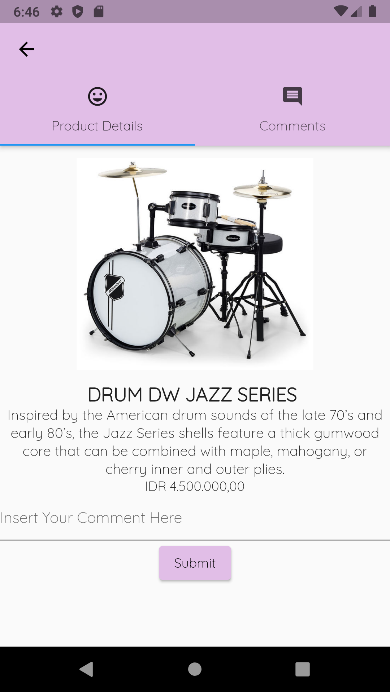 6:46
Product Details
Comments
DRUM DW JAZZ SERIES
Inspired by the American drum sounds of the late 70's and
early 80's, the Jazz Series shells feature a thick gumwood
core that can be combined with maple, mahogany, or
cherry inner and outer plies.
IDR 4.500.000,00
Insert Your Comment Here
Submit